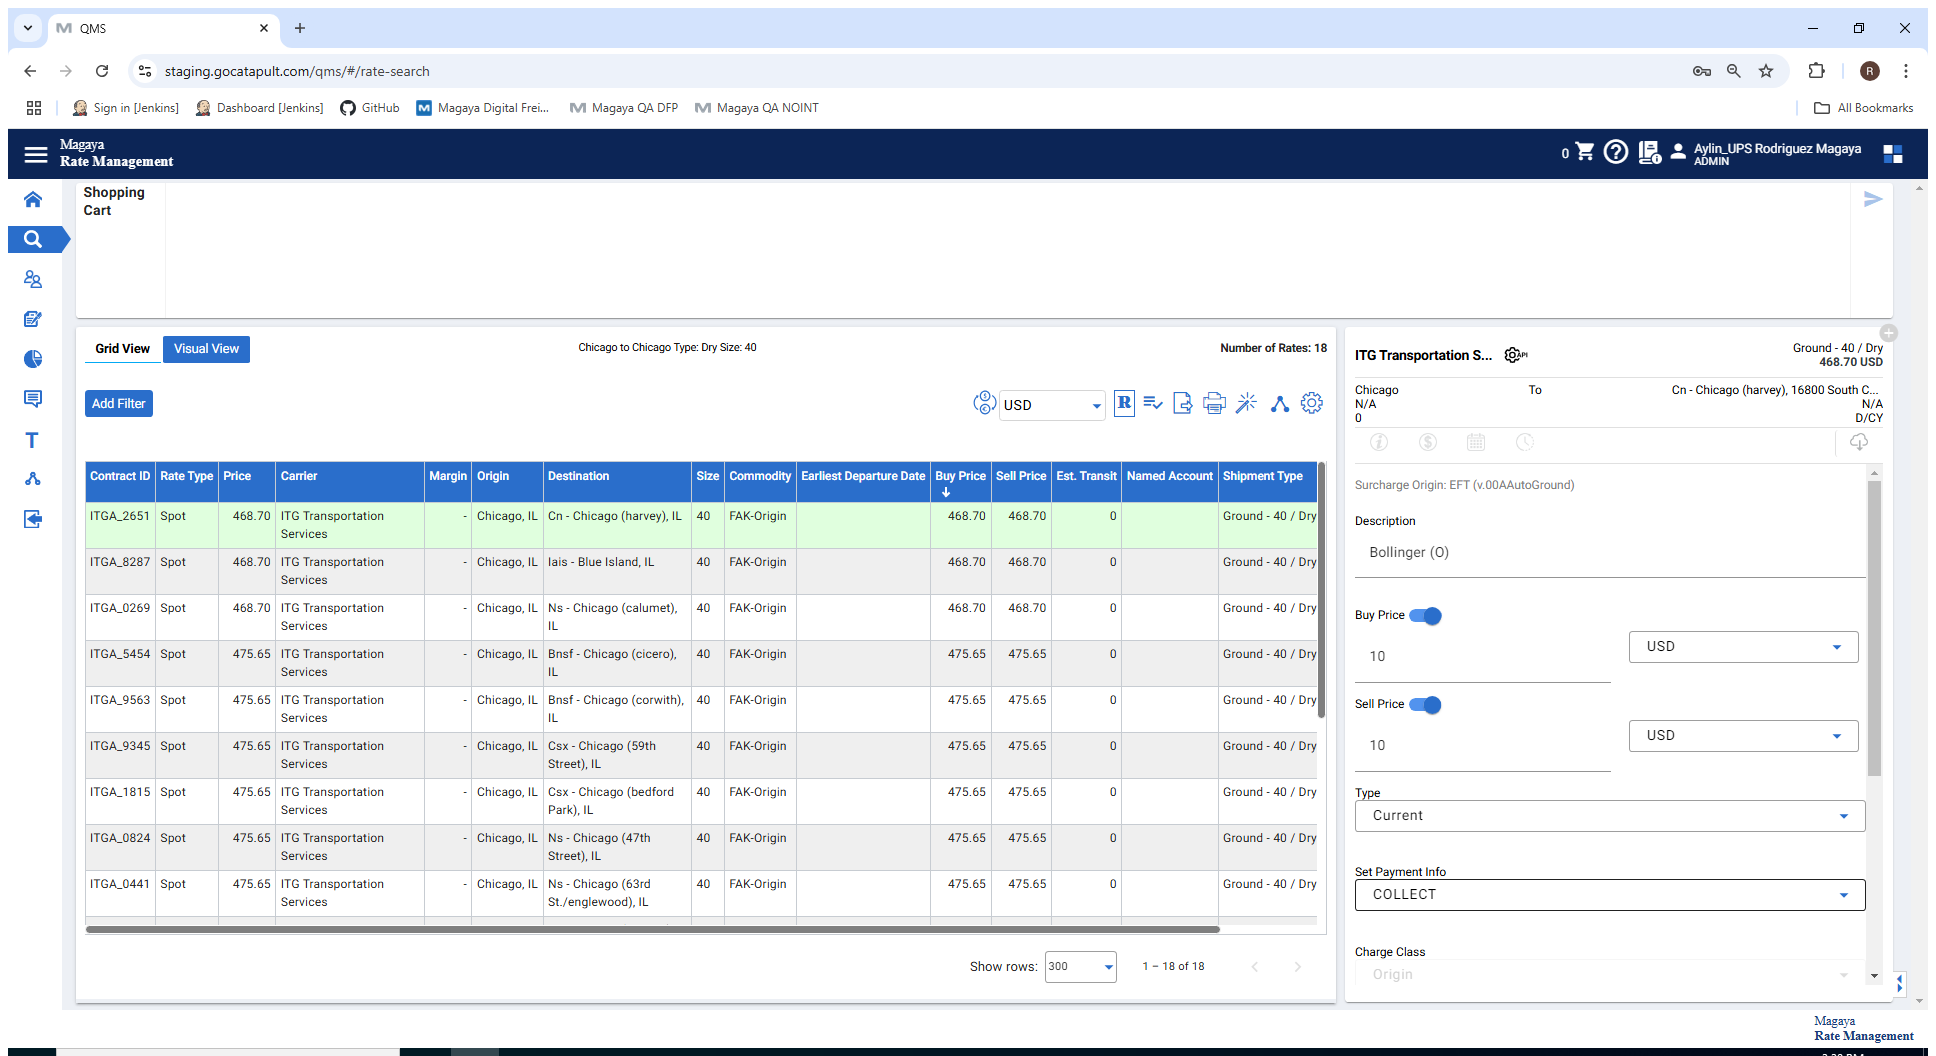 QMS
staging.gocatapult.com/qms/#/rate-search
R
Sign in [Jenkins]
Dashboard [Jenkins]
GitHub
Magaya Digital Frei...
Magaya QA DFP
Magaya QA NOINT
All Bookmarks
Magaya
Rate Management
0
Aylin_UPS Rodriguez Magaya
ADMIN
Shopping
Cart
Grid View
Visual View
Chicago to Chicago Type: Dry Size: 40
Number of Rates: 18
Add Filter
USD
R
Contract ID Rate Type Price Carrier Margin Origin Destination Size Commodity Earliest Departure Date Buy Price Sell Price Est. Transit Named Account Shipment Type
ITGA_2651 Spot 468.70 ITG Transportation - Chicago, IL Cn - Chicago (harvey), IL 40 FAK-Origin 468.70 468.70 0 Ground - 40 / Dry
Services
ITGA_8287 Spot 468.70 ITG Transportation - Chicago, IL Iais - Blue Island, IL 40 FAK-Origin 468.70 468.70 0 Ground - 40 / Dry
Services
ITGA_0269 Spot 468.70 ITG Transportation - Chicago, IL Ns - Chicago (calumet), 40 FAK-Origin 468.70 468.70 0 Ground - 40 / Dry
Services IL
ITGA_5454 Spot 475.65 ITG Transportation - Chicago, IL Bnsf - Chicago (cicero), 40 FAK-Origin 475.65 475.65 0 Ground - 40 / Dry
Services IL
ITGA_9563 Spot 475.65 ITG Transportation - Chicago, IL Bnsf - Chicago (corwith), 40 FAK-Origin 475.65 475.65 0 Ground - 40 / Dry
Services IL
ITGA_9345 Spot 475.65 ITG Transportation - Chicago, IL Csx - Chicago (59th 40 FAK-Origin 475.65 475.65 0 Ground - 40 / Dry
Services Street), IL
ITGA_1815 Spot 475.65 ITG Transportation - Chicago, IL Csx - Chicago (bedford 40 FAK-Origin 475.65 475.65 0 Ground - 40 / Dry
Services Park), IL
ITGA_0824 Spot 475.65 ITG Transportation - Chicago, IL Ns - Chicago (47th 40 FAK-Origin 475.65 475.65 0 Ground - 40 / Dry
Services Street), IL
ITGA_0441 Spot 475.65 ITG Transportation - Chicago, IL Ns - Chicago (63rd 40 FAK-Origin 475.65 475.65 0 Ground - 40 / Dry
Services St./englewood), IL
Show rows: 300 1 – 18 of 18
ITG Transportation S... API
Ground - 40 / Dry
468.70 USD
Chicago To Cn - Chicago (harvey), 16800 South C...
N/A N/A
0 D/CY
Surcharge Origin: EFT (v.00AAutoGround)
Description
Bollinger (O)
Buy Price
10 USD
Sell Price
10 USD
Type
Current
Set Payment Info
COLLECT
Charge Class
Origin
Magaya
Rate Management